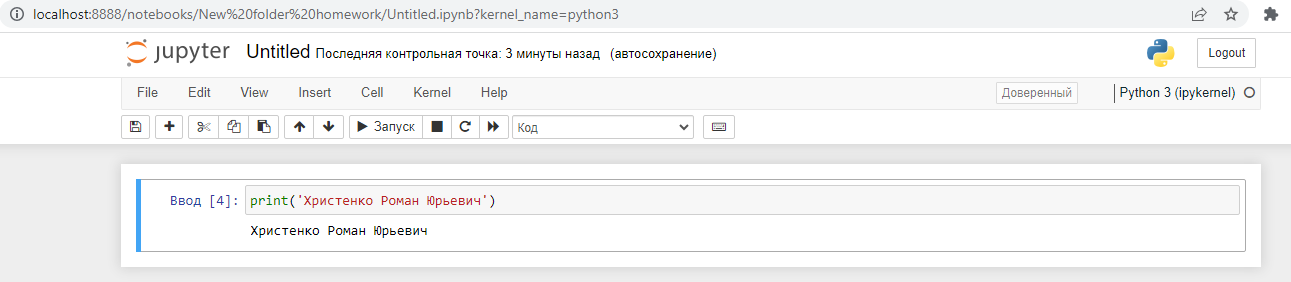 localhost:8888/notebooks/New%20folder%20homework/Untitled.ipynb?kernel_name=python3
jupyter Untitled Последняя контрольная точка: 3 минуты назад (автосохранение) Logout
File Edit View Insert Cell Kernel Help Доверенный Python 3 (ipykernel)
Запуск Код
Ввод [4]: print('Христенко Роман Юрьевич')
Христенко Роман Юрьевич